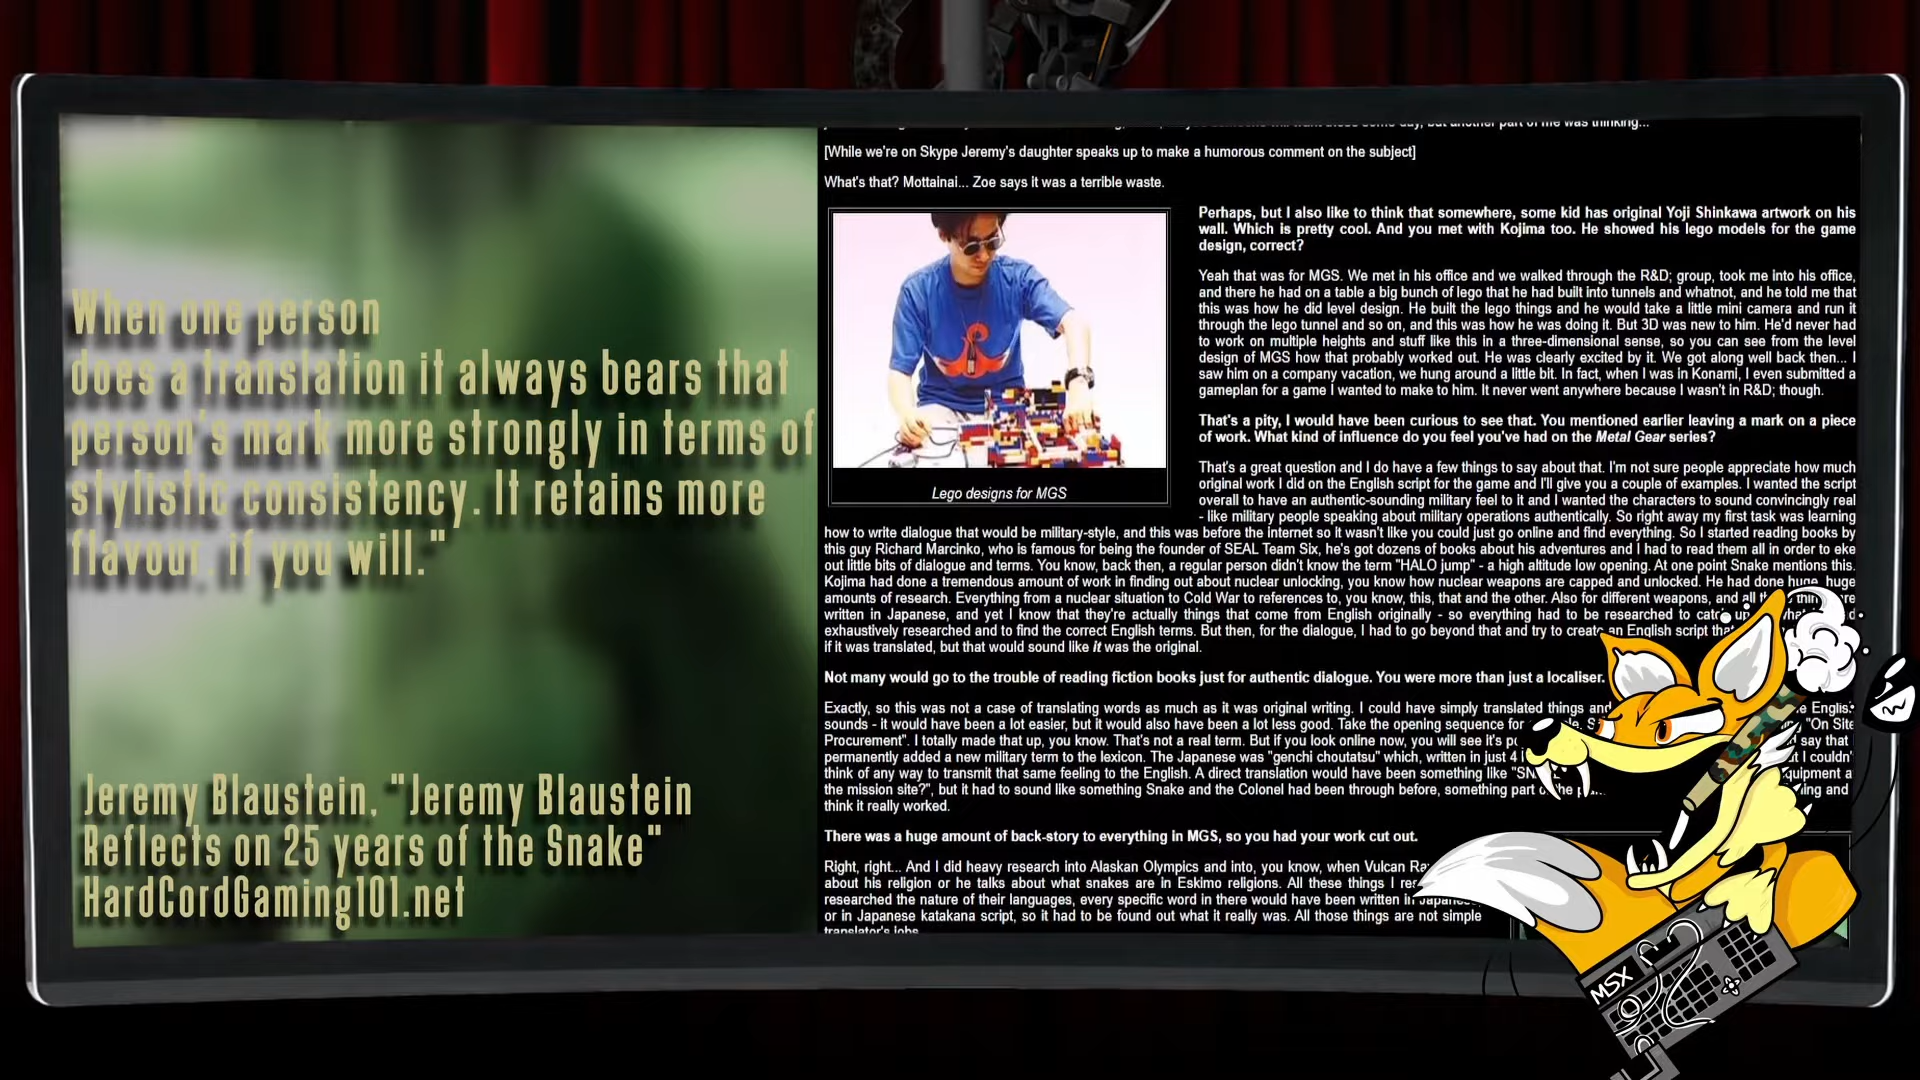 When one person
does a translation it always bears that
person's mark more strongly in terms of
stylistic consistency. It retains more
flavour, if you will."
Jeremy Blaustein, "Jeremy Blaustein
Reflects on 25 years of the Snake"
HardCordGaming101.net
day, but another part of me was thinking...
[While we're on Skype Jeremy's daughter speaks up to make a humorous comment on the subject]
What's that? Mottainai... Zoe says it was a terrible waste.
Lego designs for MGS
Perhaps, but I also like to think that somewhere, some kid has original Yoji Shinkawa artwork on his
wall. Which is pretty cool. And you met with Kojima too. He showed his lego models for the game
design, correct?
Yeah that was for MGS. We met in his office and we walked through the R&D; group, took me into his office,
and there he had on a table a big bunch of lego that he had built into tunnels and whatnot, and he told me that
this was how he did level design. He built the lego things and he would take a little mini camera and run it
through the lego tunnel and so on, and this was how he was doing it. But 3D was new to him. He'd never had
to work on multiple heights and stuff like this in a three-dimensional sense, so you can see from the level
design of MGS how that probably worked out. He was clearly excited by it. We got along well back then... I
saw him on a company vacation, we hung around a little bit. In fact, when I was in Konami, I even submitted a
gameplan for a game I wanted to make to him. It never went anywhere because I wasn't in R&D; though.
That's a pity, I would have been curious to see that. You mentioned earlier leaving a mark on a piece
of work. What kind of influence do you feel you've had on the Metal Gear series?
That's a great question and I do have a few things to say about that. I'm not sure people appreciate how much
original work I did on the English script for the game and I'll give you a couple of examples. I wanted the script
overall to have an authentic-sounding military feel to it and I wanted the characters to sound convincingly real
- like military people speaking about military operations authentically. So right away my first task was learning
how to write dialogue that would be military-style, and this was before the internet so it wasn't like you could just go online and find everything. So I started reading books by
this guy Richard Marcinko, who is famous for being the founder of SEAL Team Six, he's got dozens of books about his adventures and I had to read them all in order to eke
out little bits of dialogue and terms. You know, back then, a regular person didn't know the term "HALO jump" - a high altitude low opening. At one point Snake mentions this.
Kojima had done a tremendous amount of work in finding out about nuclear unlocking, you know how nuclear weapons are capped and unlocked. He had done huge, huge
amounts of research. Everything from a nuclear situation to Cold War to references to, you know, this, that and the other. Also for different weapons, and all
written in Japanese, and yet I know that they're actually things that come from English originally - so everything had to be researched to catch up
exhaustively researched and to find the correct English terms. But then, for the dialogue, I had to go beyond that and try to create an English script
if it was translated, but that would sound like it was the original.
Not many would go to the trouble of reading fiction books just for authentic dialogue. You were more than just a localiser.
Exactly, so this was not a case of translating words as much as it was original writing. I could have simply translated things and
sounds - it would have been a lot easier, but it would also have been a lot less good. Take the opening sequence for "On Site
Procurement". I totally made that up, you know. That's not a real term. But if you look online now, you will see it's say that I
permanently added a new military term to the lexicon. The Japanese was "genchi choutatsu" which, written in just 4 I couldn't
think of any way to transmit that same feeling to the English. A direct translation would have been something like equipment at
the mission site?", but it had to sound like something Snake and the Colonel had been through before, something part of the and I
think it really worked.
There was a huge amount of back-story to everything in MGS, so you had your work cut out.
Right, right... And I did heavy research into Alaskan Olympics and into, you know, when Vulcan
about his religion or he talks about what snakes are in Eskimo religions. All these things I
researched the nature of their languages, every specific word in there would have been written in Japanese,
or in Japanese katakana script, so it had to be found out what it really was. All those things are not simple
translator's jobs
MSX